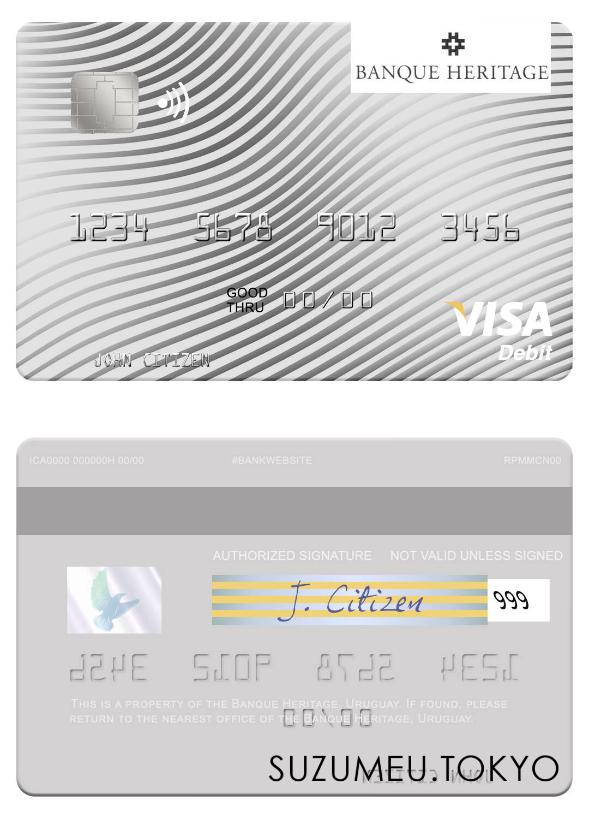 BANQUE HERITAGE
1234 5678 9012 3456
GOOD THRU 00/00
VISA
Debit
JOHN CITIZEN
ICA0000 000000H 00/00 #BANKWEBSITE RPMMCN00
AUTHORIZED SIGNATURE NOT VALID UNLESS SIGNED
J. Citizen 999
THIS IS A PROPERTY OF THE BANQUE HERITAGE, URUGUAY. IF FOUND, PLEASE
RETURN TO THE NEAREST OFFICE OF THE BANQUE HERITAGE, URUGUAY.
SUZUMEU.TOKYO